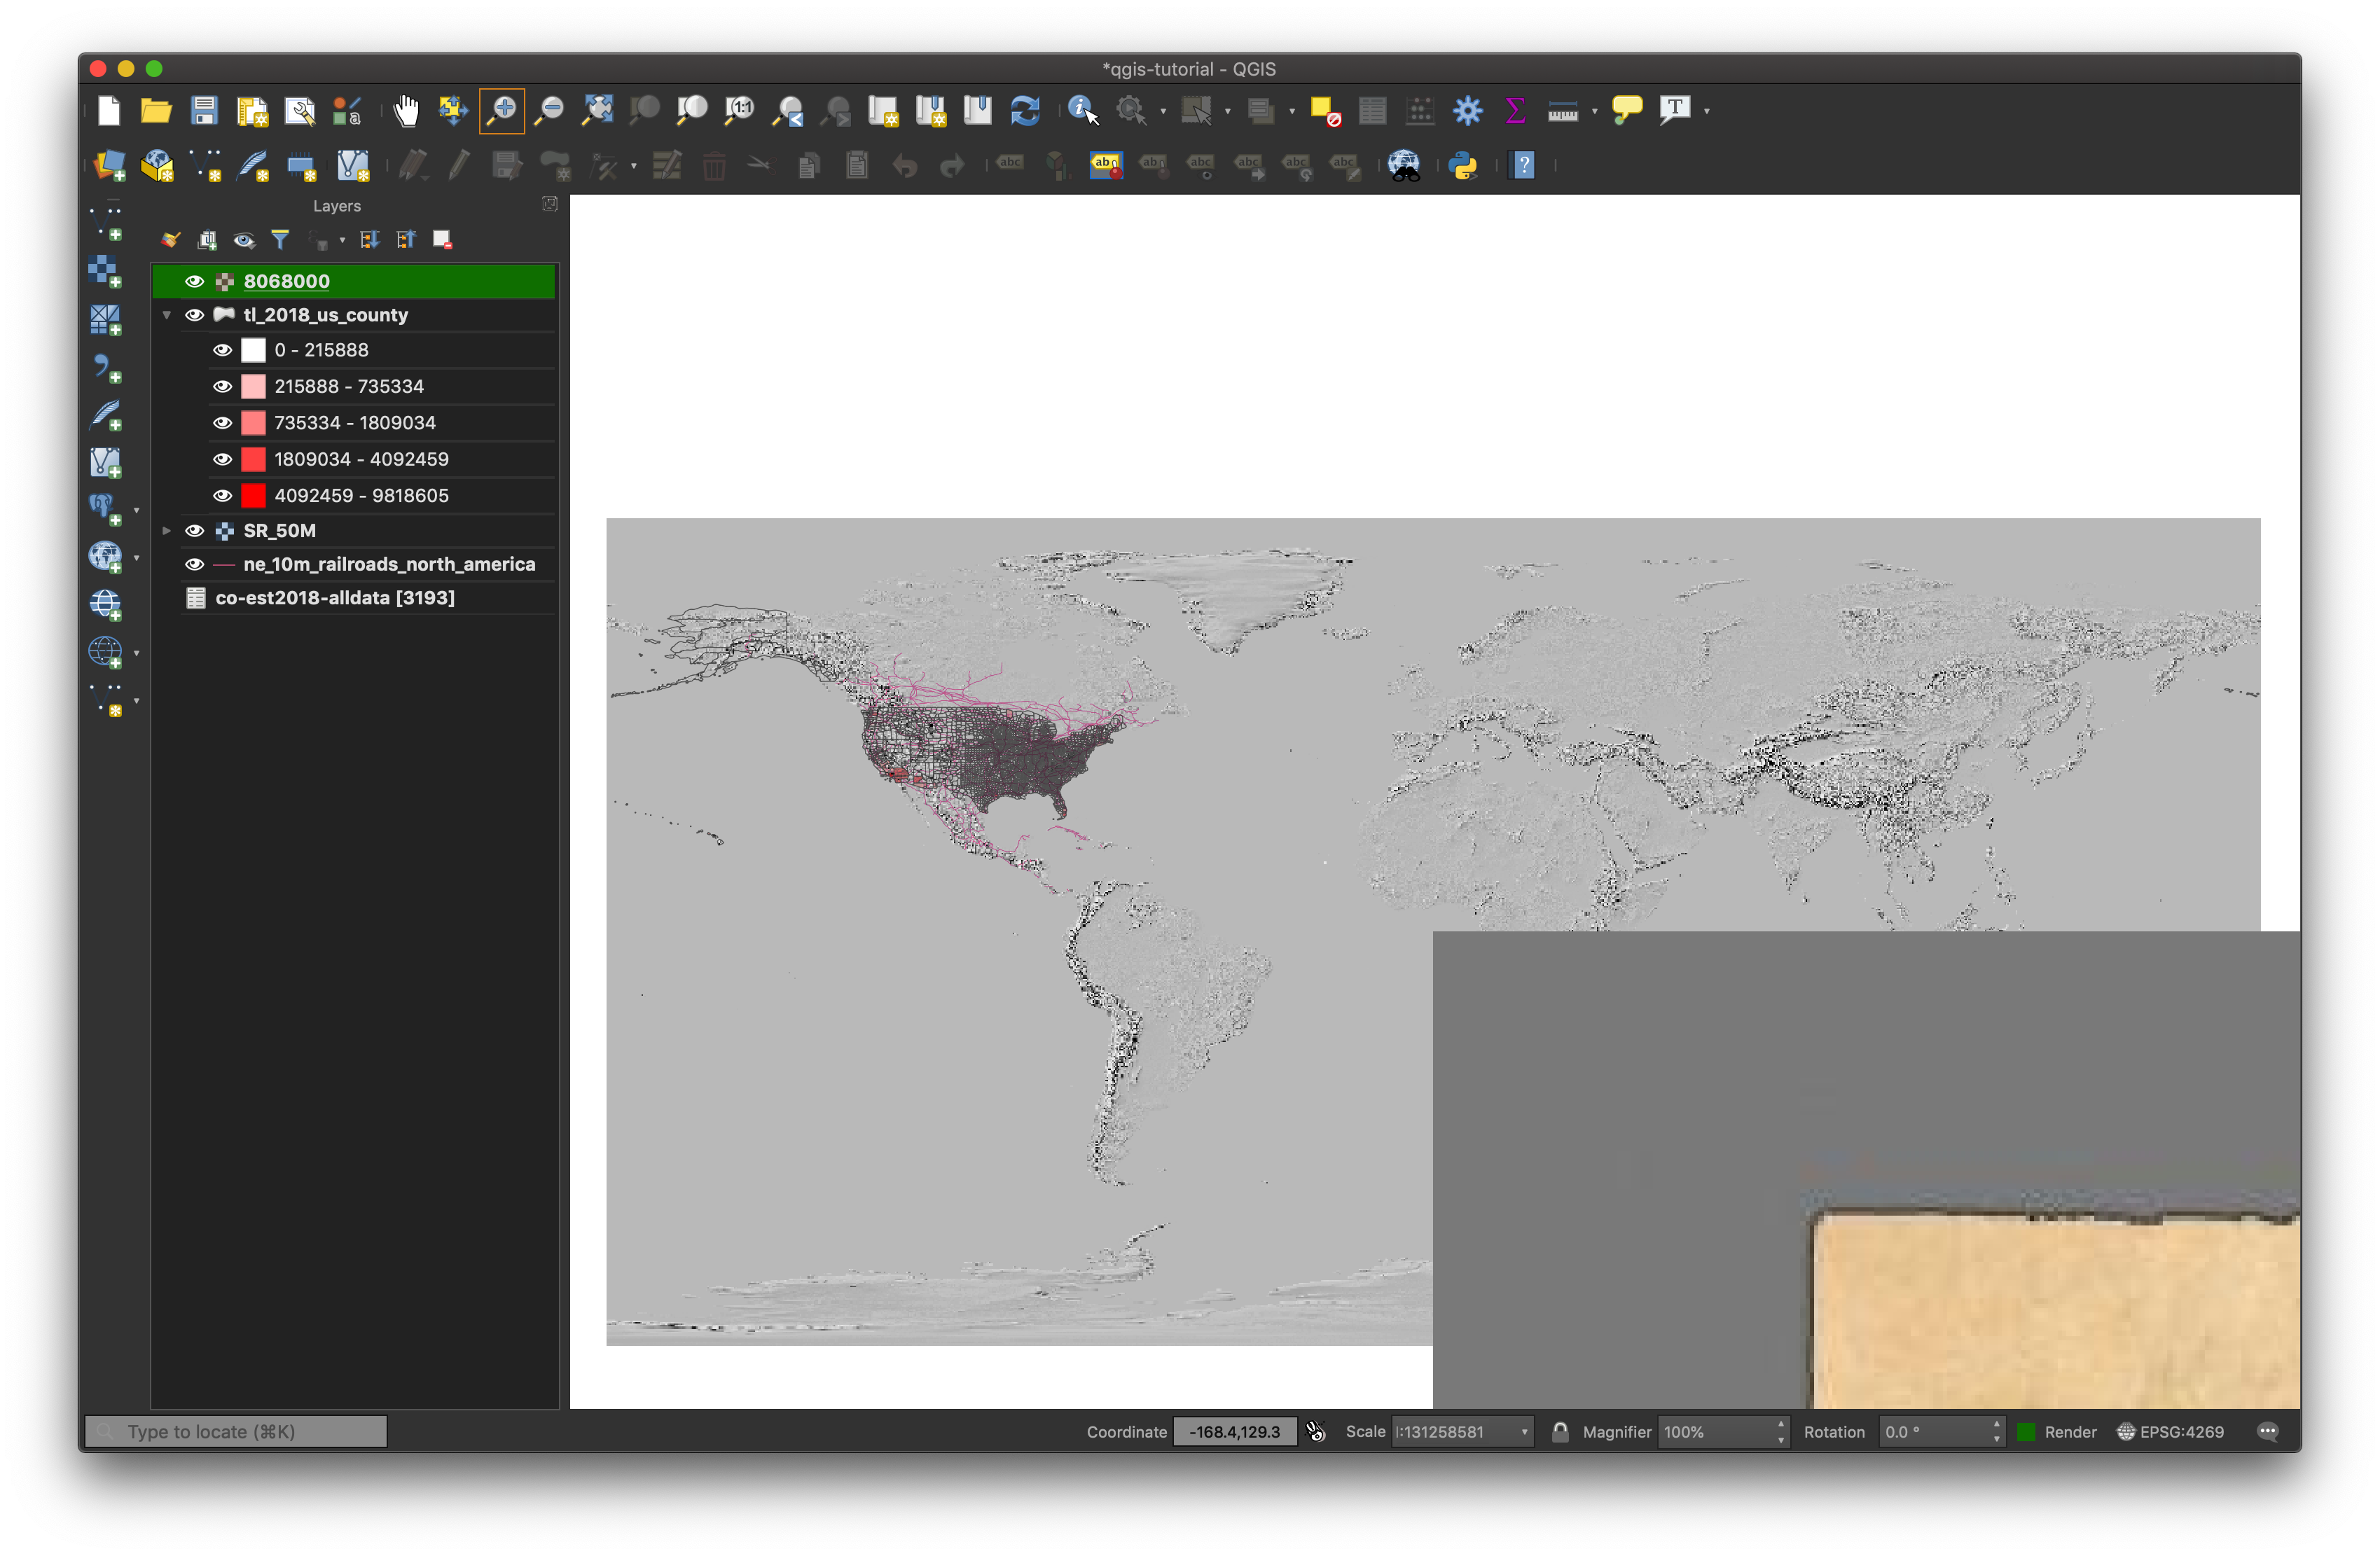 *qgis-tutorial - QGIS
Layers
8068000
tl_2018_us_county
0 - 215888
215888 - 735334
735334 - 1809034
1809034 - 4092459
4092459 - 9818605
SR_50M
ne_10m_railroads_north_america
co-est2018-alldata [3193]
Type to locate (⌘K)
Coordinate -168.4,129.3 Scale 1:131258581 Magnifier 100% Rotation 0.0 ° Render EPSG:4269